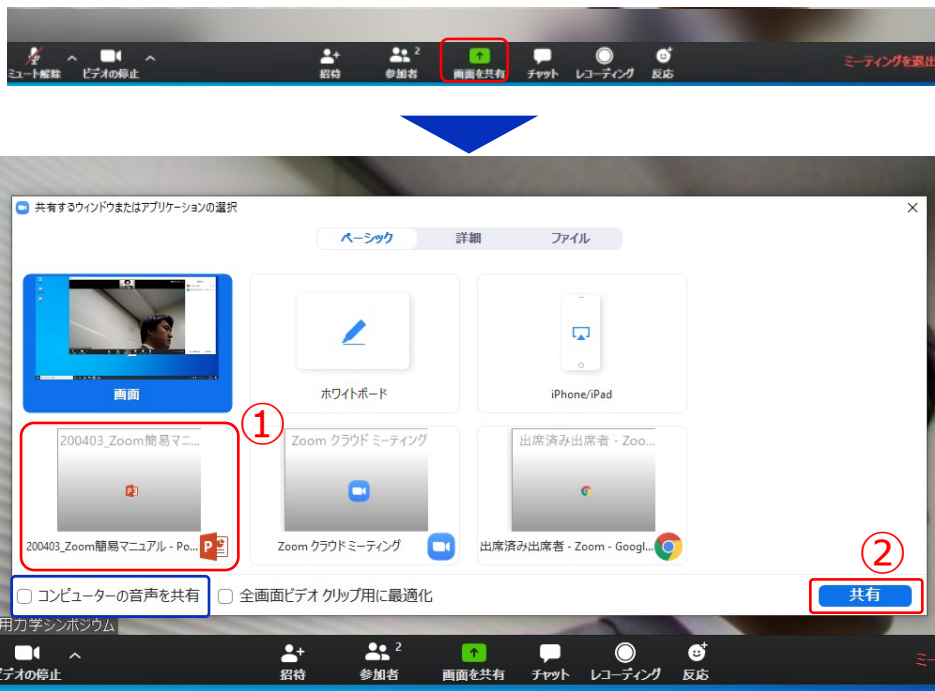 ミュート解除 ビデオの停止 招待 参加者 2 画面を共有 チャット レコーディング 反応 ミーティングを退出
共有するウィンドウまたはアプリケーションの選択
ベーシック 詳細 ファイル
画面 ホワイトボード iPhone/iPad
①
200403_Zoom簡易マニ... Zoom クラウド ミーティング 出席済み出席者 - Zoo...
200403_Zoom簡易マニュアル - Po... Zoom クラウド ミーティング 出席済み出席者 - Zoom - Googl...
②
コンピューターの音声を共有 全画面ビデオ クリップ用に最適化 共有
用力学シンポジウム
ビデオの停止 招待 参加者 2 画面を共有 チャット レコーディング 反応 ミー